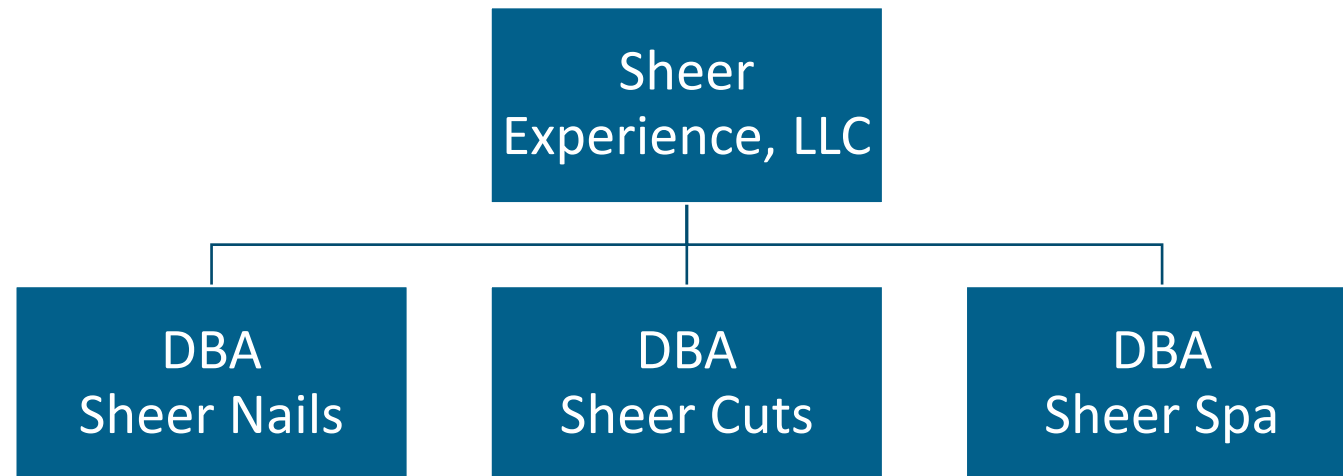 Sheer
Experience, LLC
DBA
Sheer Nails
DBA
Sheer Cuts
DBA
Sheer Spa